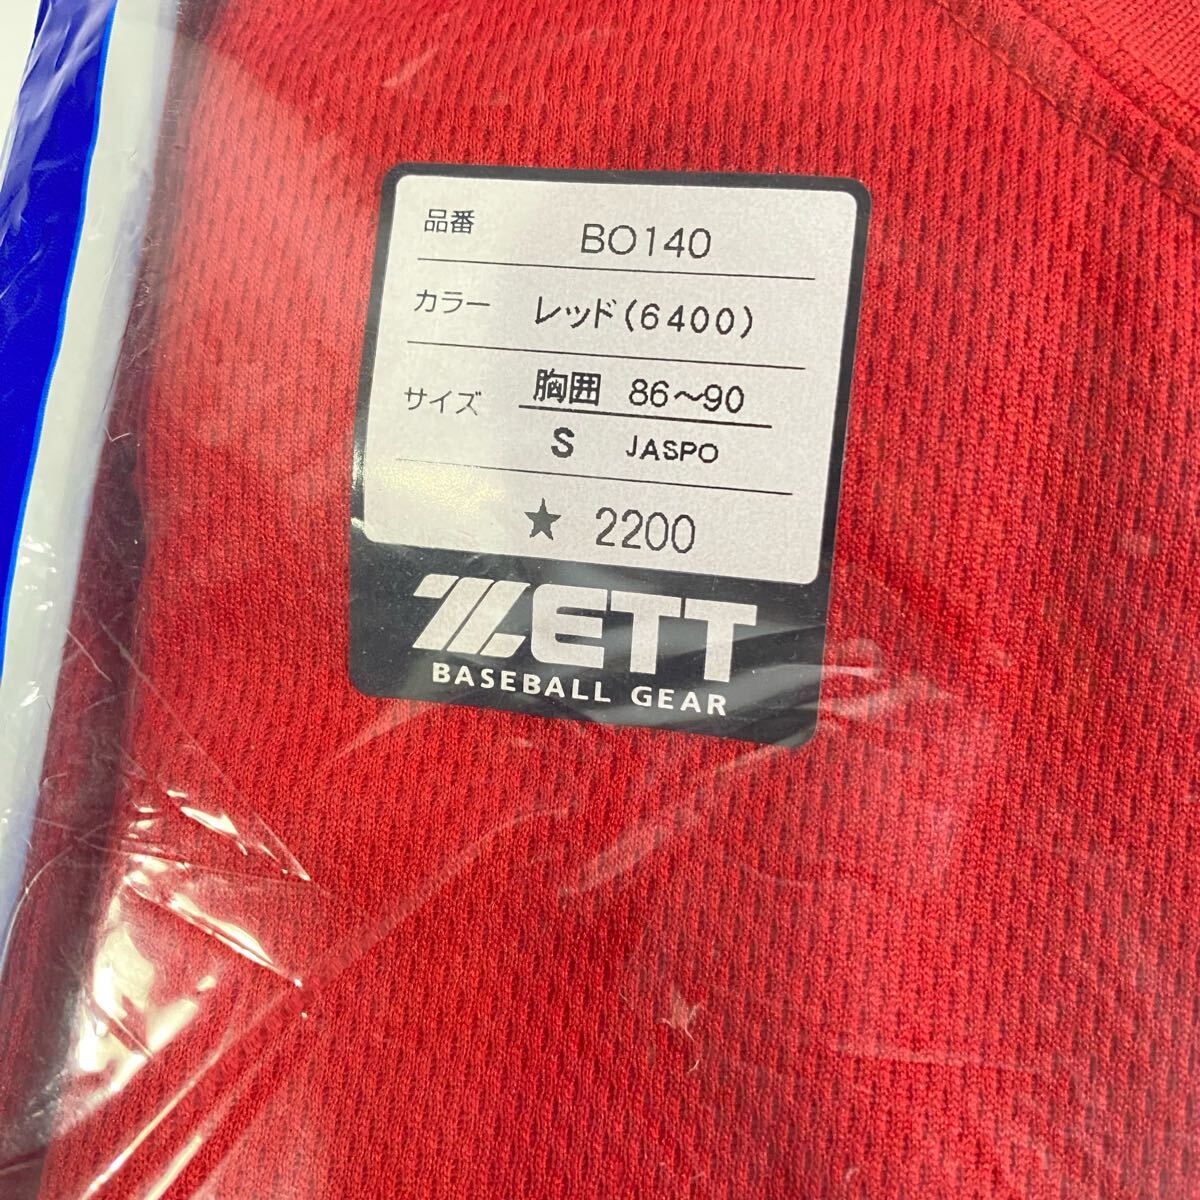 品番 BO140
カラー レッド(6400)
サイズ 胸囲 86〜90
S JASPO
★ 2200
ZETT
BASEBALL GEAR